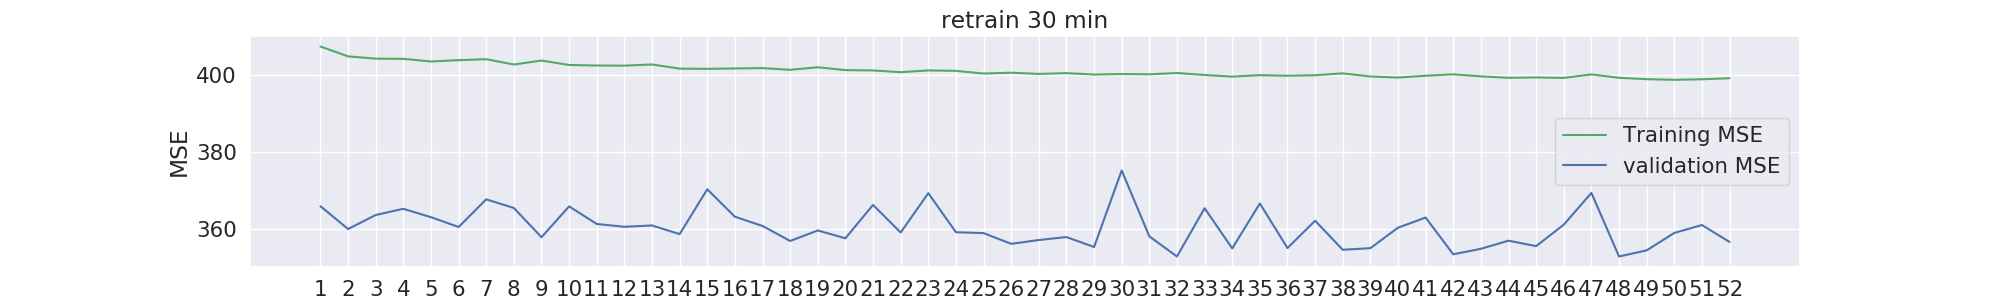 retrain 30 min
MSE
400
380
360
Training MSE
validation MSE
1 2 3 4 5 6 7 8 9 10 11 12 13 14 15 16 17 18 19 20 21 22 23 24 25 26 27 28 29 30 31 32 33 34 35 36 37 38 39 40 41 42 43 44 45 46 47 48 49 50 51 52